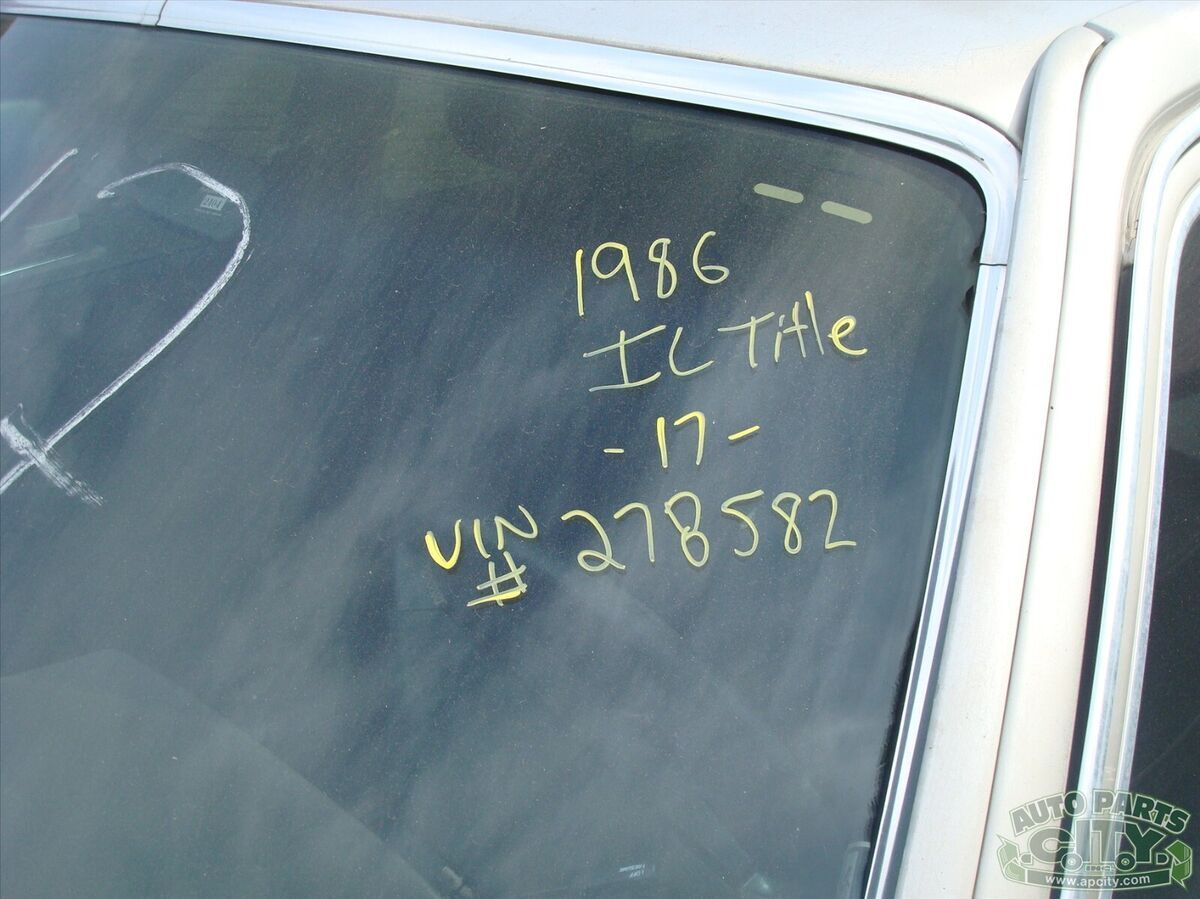 1986
IL Title
-17-
VIN # 278582
AUTO PARTS
CITY
www.apcity.com